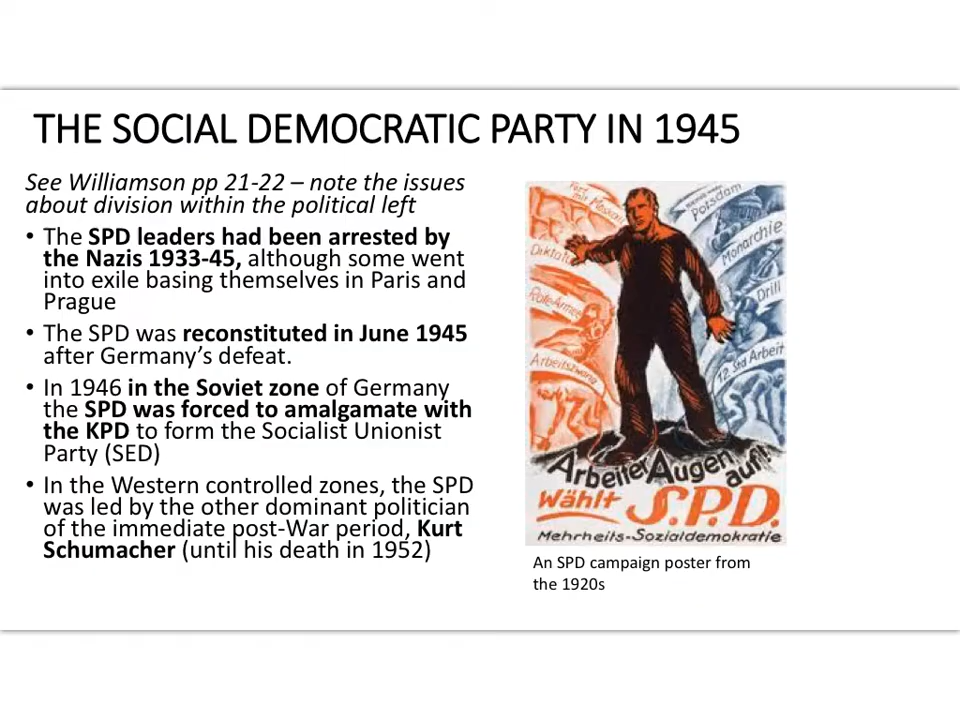 THE SOCIAL DEMOCRATIC PARTY IN 1945
See Williamson pp 21-22 – note the issues
about division within the political left
• The SPD leaders had been arrested by
the Nazis 1933-45, although some went
into exile basing themselves in Paris and
Prague
• The SPD was reconstituted in June 1945
after Germany's defeat.
• In 1946 in the Soviet zone of Germany
the SPD was forced to amalgamate with
the KPD to form the Socialist Unionist
Party (SED)
• In the Western controlled zones, the SPD
was led by the other dominant politician
of the immediate post-War period, Kurt
Schumacher (until his death in 1952)
mit Moskau
Diktatur
Rote Armee
Arbeitszwang
Potsdam
Monarchie
Drill
12. Std Arbeit
Arbeiter Augen auf!
Wählt S.P.D.
Mehrheits-Sozialdemokratie
An SPD campaign poster from
the 1920s